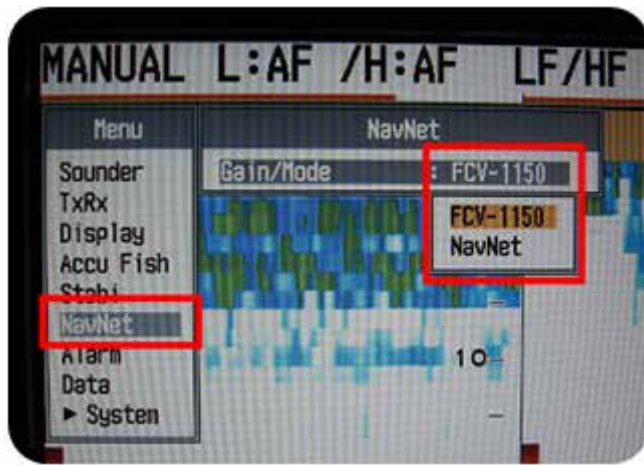 MANUAL L:AF /H:AF LF/HF
Menu
Sounder
TxRx
Display
Accu Fish
Stabi
NavNet
Alarm
Data
► System
NavNet
Gain/Mode : FCV-1150
FCV-1150
NavNet
10